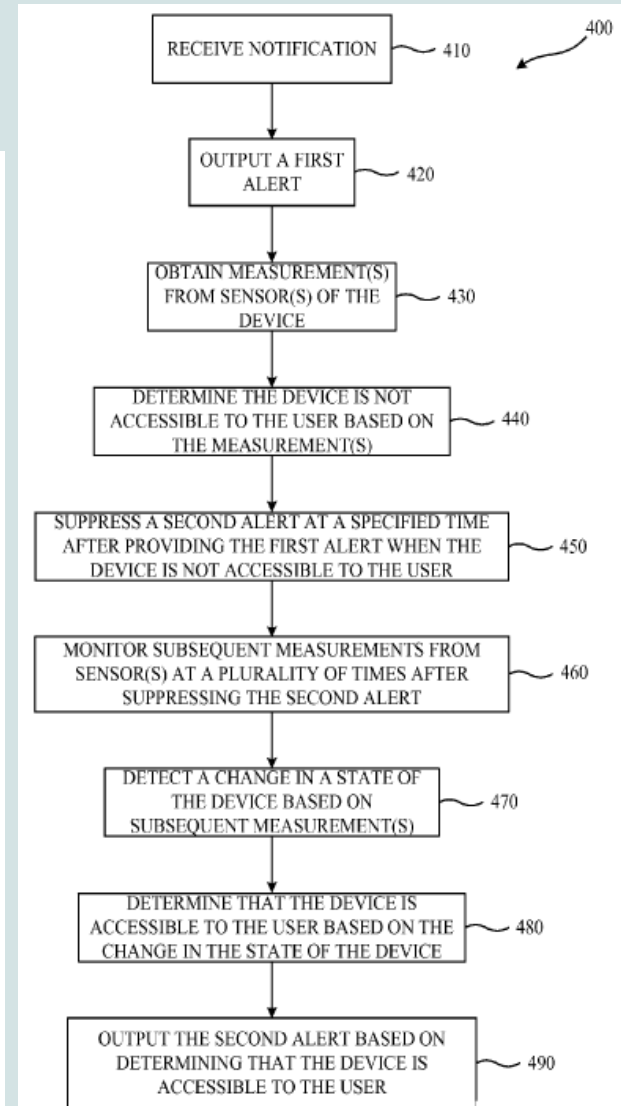 400
RECEIVE NOTIFICATION
410
OUTPUT A FIRST
ALERT
420
OBTAIN MEASUREMENT(S)
FROM SENSOR(S) OF THE
DEVICE
430
DETERMINE THE DEVICE IS NOT
ACCESSIBLE TO THE USER BASED ON
THE MEASUREMENT(S)
440
SUPPRESS A SECOND ALERT AT A SPECIFIED TIME
AFTER PROVIDING THE FIRST ALERT WHEN THE
DEVICE IS NOT ACCESSIBLE TO THE USER
450
MONITOR SUBSEQUENT MEASUREMENTS FROM
SENSOR(S) AT A PLURALITY OF TIMES AFTER
SUPPRESSING THE SECOND ALERT
460
DETECT A CHANGE IN A STATE OF
THE DEVICE BASED ON
SUBSEQUENT MEASUREMENT(S)
470
DETERMINE THAT THE DEVICE IS
ACCESSIBLE TO THE USER BASED ON THE
CHANGE IN THE STATE OF THE DEVICE
480
OUTPUT THE SECOND ALERT BASED ON
DETERMINING THAT THE DEVICE IS
ACCESSIBLE TO THE USER
490